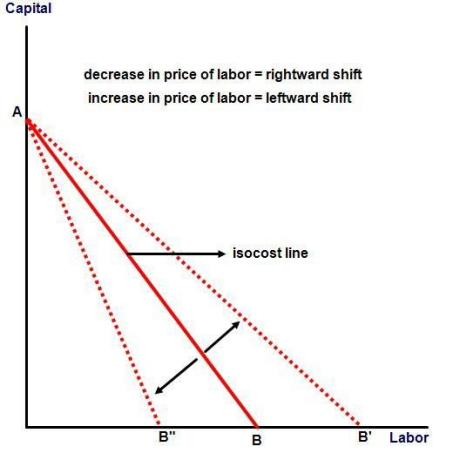 Capital
decrease in price of labor = rightward shift
increase in price of labor = leftward shift
A
isocost line
B"
B
B'
Labor